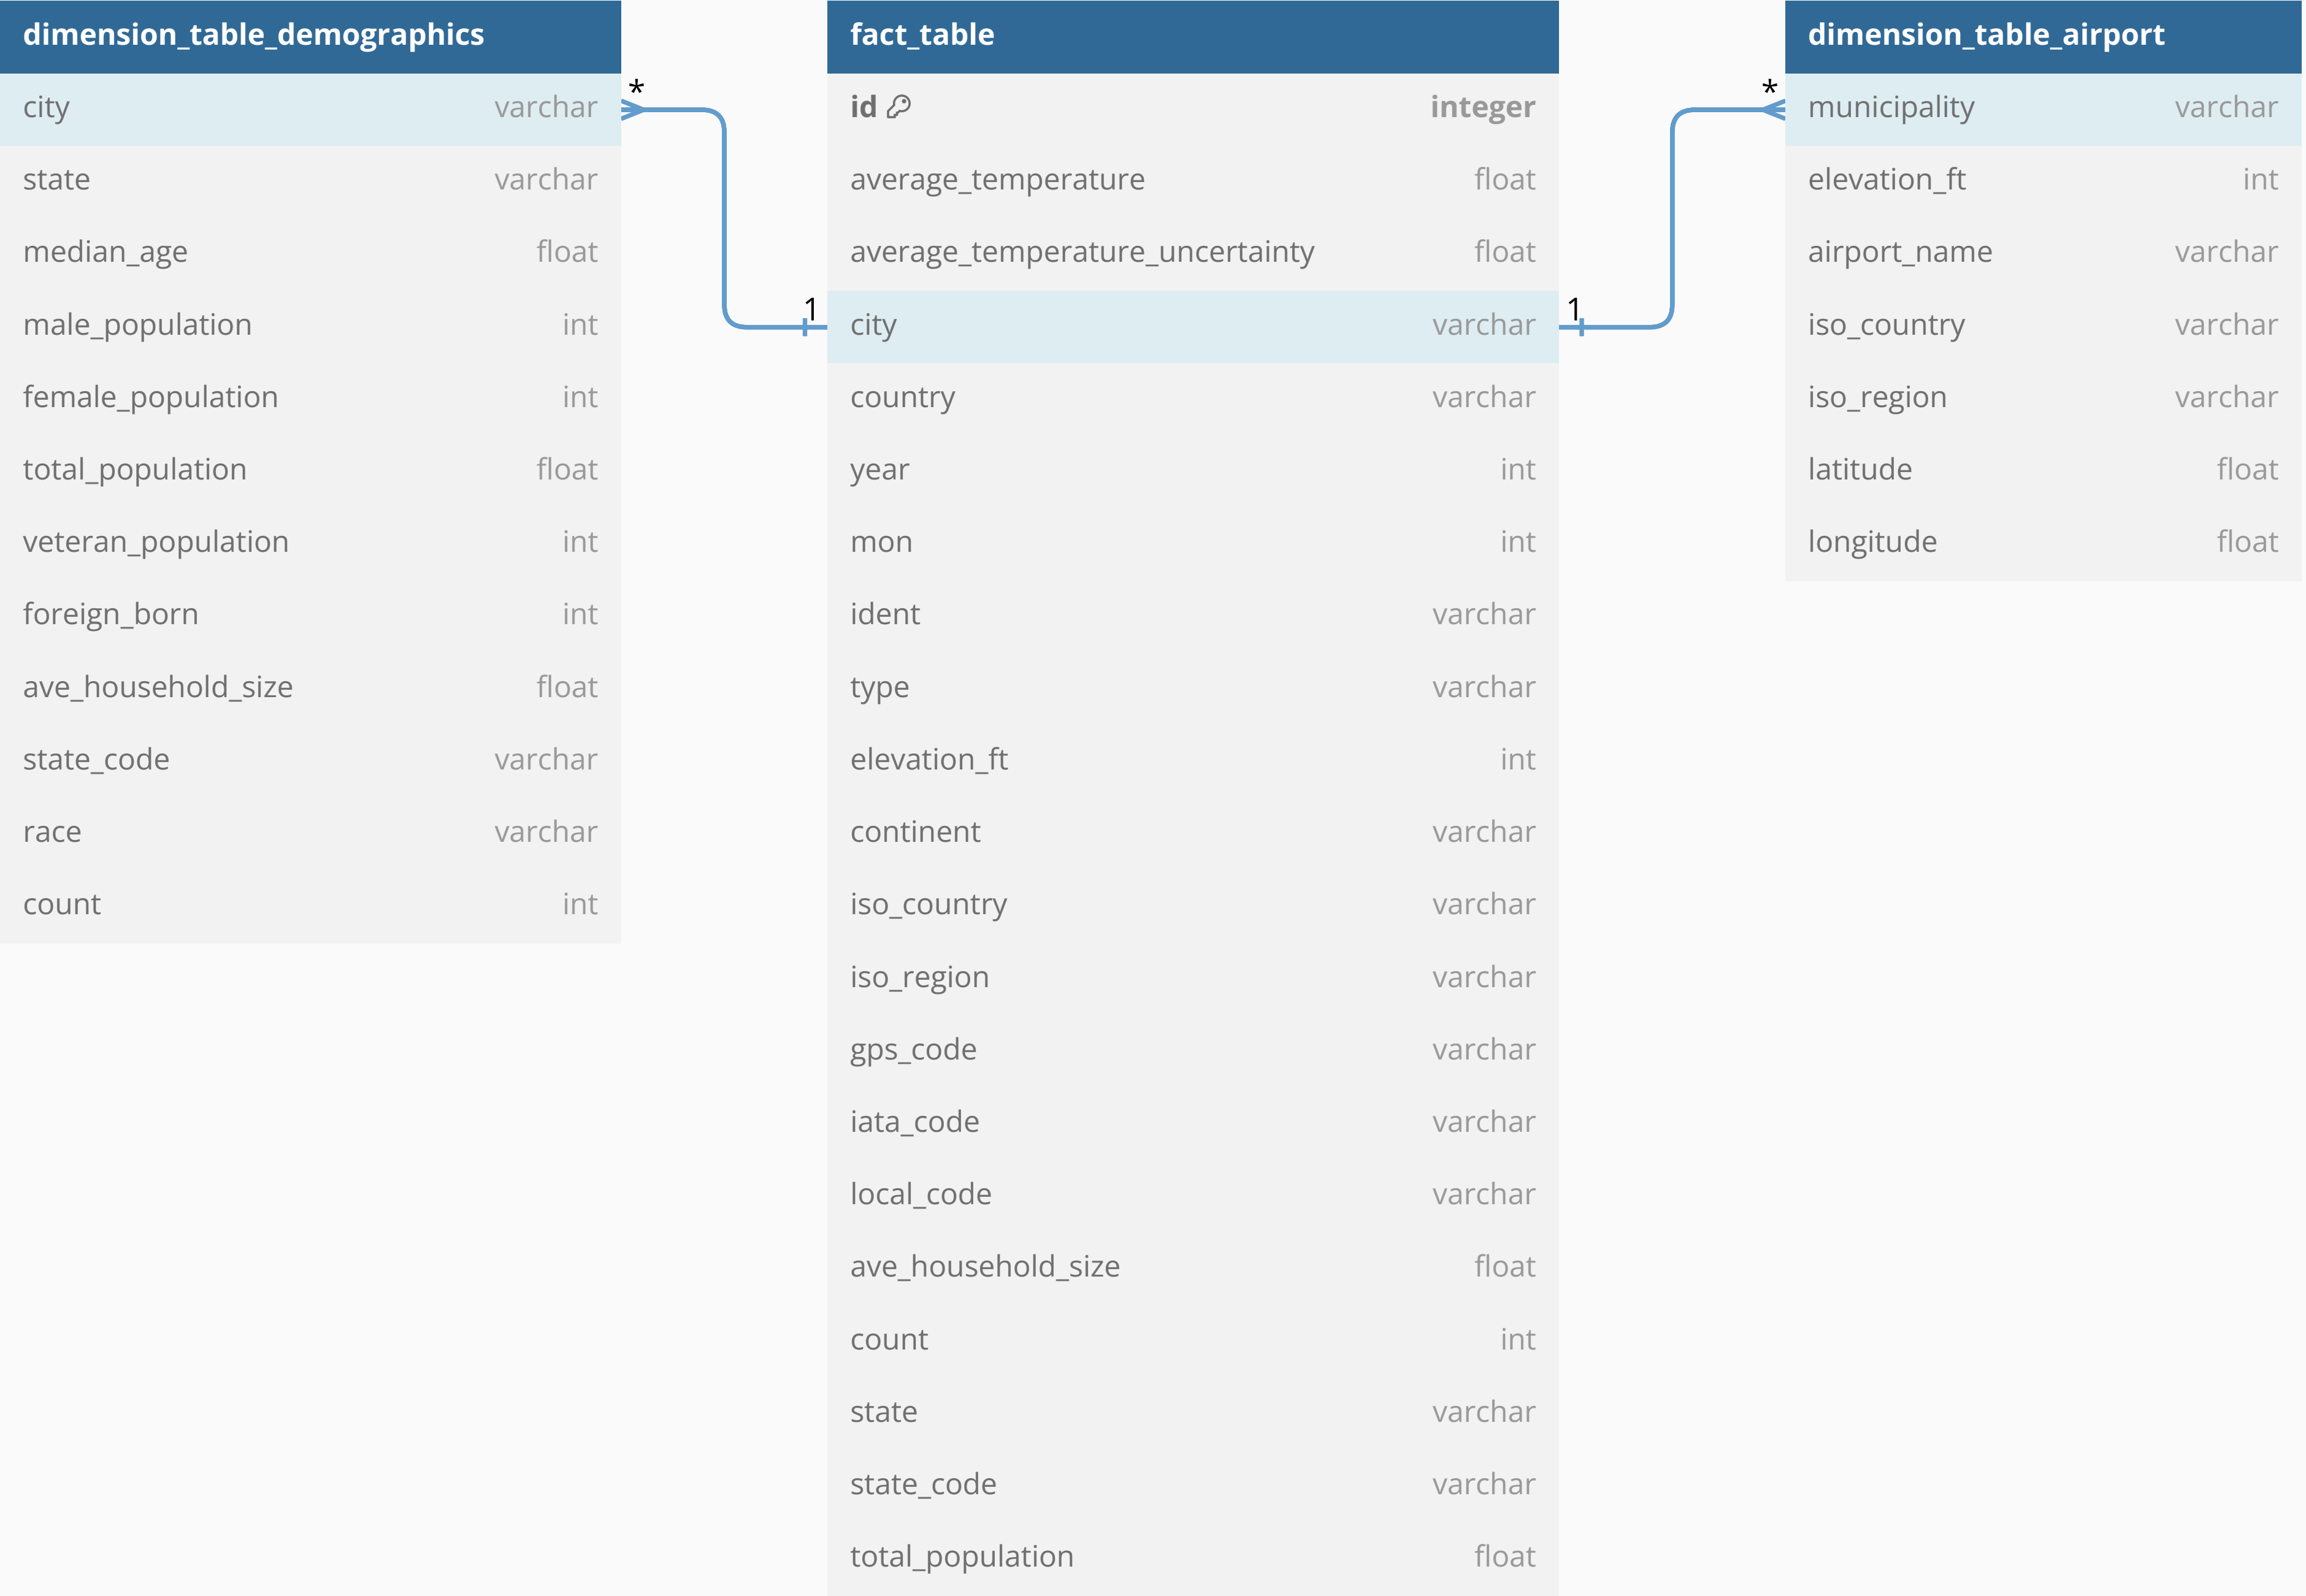 dimension_table_demographics
city varchar
state varchar
median_age float
male_population int
female_population int
total_population float
veteran_population int
foreign_born int
ave_household_size float
state_code varchar
race varchar
count int
*
1
fact_table
id integer
average_temperature float
average_temperature_uncertainty float
city varchar
country varchar
year int
mon int
ident varchar
type varchar
elevation_ft int
continent varchar
iso_country varchar
iso_region varchar
gps_code varchar
iata_code varchar
local_code varchar
ave_household_size float
count int
state varchar
state_code varchar
total_population float
1
*
dimension_table_airport
municipality varchar
elevation_ft int
airport_name varchar
iso_country varchar
iso_region varchar
latitude float
longitude float